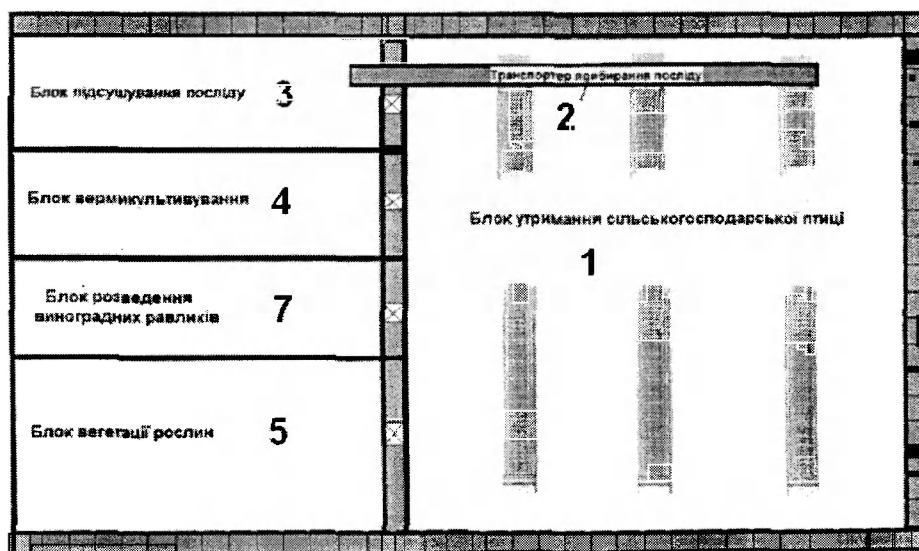 Транспортер прибирання посліду
Блок підсушування посліду 3
2
Блок вермикультивування 4
Блок утримання сільськогосподарської птиці
1
Блок розведення
виноградних равликів 7
Блок вегетації рослин 5